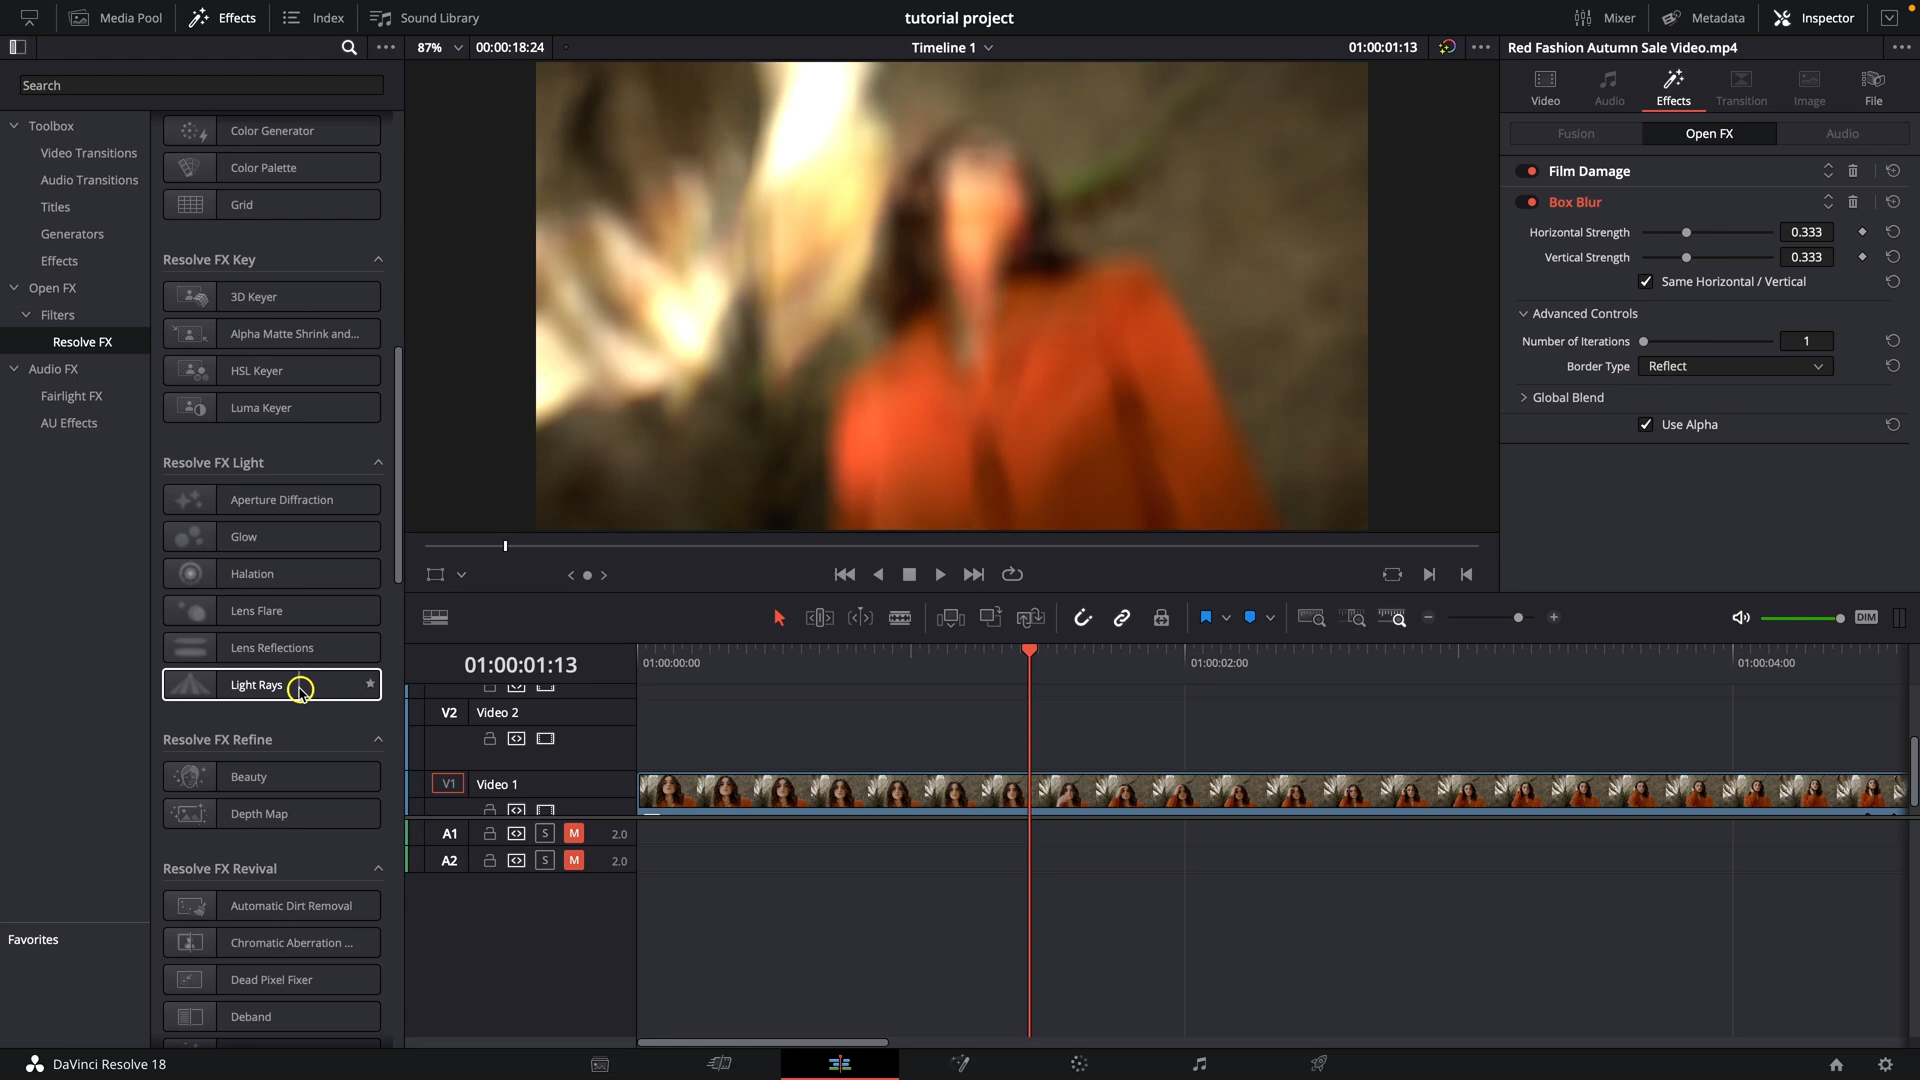 Media Pool
Effects
Index
Sound Library
tutorial project
Mixer
Metadata
Inspector
87%
00:00:18:24
Timeline 1
01:00:01:13
Red Fashion Autumn Sale Video.mp4
Search
Video
Audio
Effects
Transition
Image
File
Fusion
Open FX
Audio
Toolbox
Video Transitions
Audio Transitions
Titles
Generators
Effects
Open FX
Filters
Resolve FX
Audio FX
Fairlight FX
AU Effects
Favorites
Color Generator
Color Palette
Grid
Resolve FX Key
3D Keyer
Alpha Matte Shrink and...
HSL Keyer
Luma Keyer
Resolve FX Light
Aperture Diffraction
Glow
Halation
Lens Flare
Lens Reflections
Light Rays
Resolve FX Refine
Beauty
Depth Map
Resolve FX Revival
Automatic Dirt Removal
Chromatic Aberration ...
Dead Pixel Fixer
Deband
Film Damage
Box Blur
Horizontal Strength 0.333
Vertical Strength 0.333
Same Horizontal / Vertical
Advanced Controls
Number of Iterations 1
Border Type Reflect
Global Blend
Use Alpha
DIM
01:00:01:13
01:00:00:00
01:00:02:00
01:00:04:00
V2 Video 2
V1 Video 1
A1 S M 2.0
A2 S M 2.0
DaVinci Resolve 18